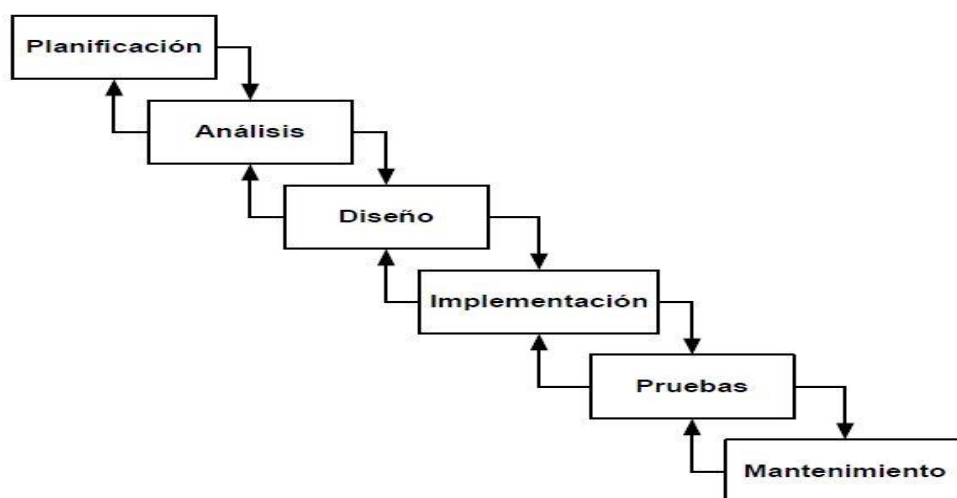 Planificación
Análisis
Diseño
Implementación
Pruebas
Mantenimiento